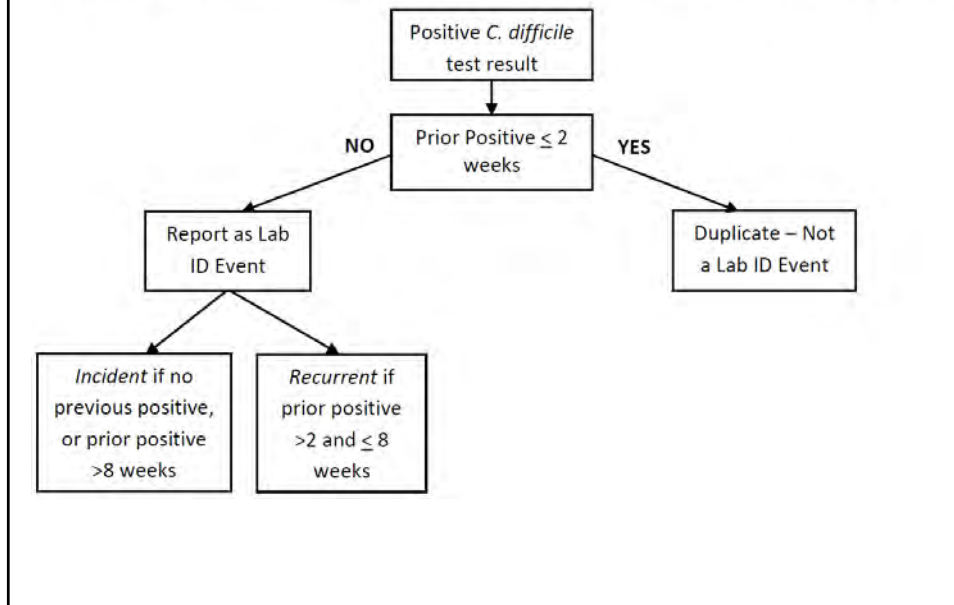 Positive C. difficile
test result
Prior Positive ≤ 2
weeks
NO
YES
Report as Lab
ID Event
Duplicate – Not
a Lab ID Event
Incident if no
previous positive,
or prior positive
>8 weeks
Recurrent if
prior positive
>2 and ≤ 8
weeks